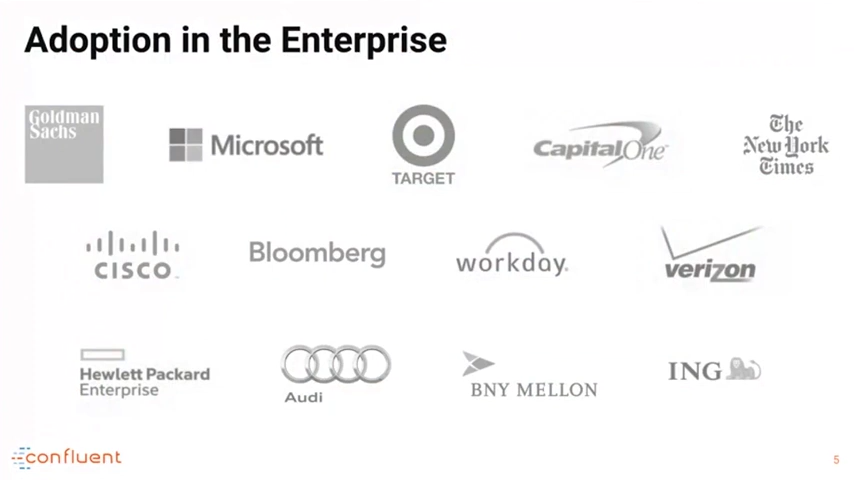 Adoption in the Enterprise
Goldman
Sachs
Microsoft
TARGET
Capital One
The
New York
Times
CISCO
Bloomberg
workday.
verizon
Hewlett Packard
Enterprise
Audi
BNY MELLON
ING
confluent
5